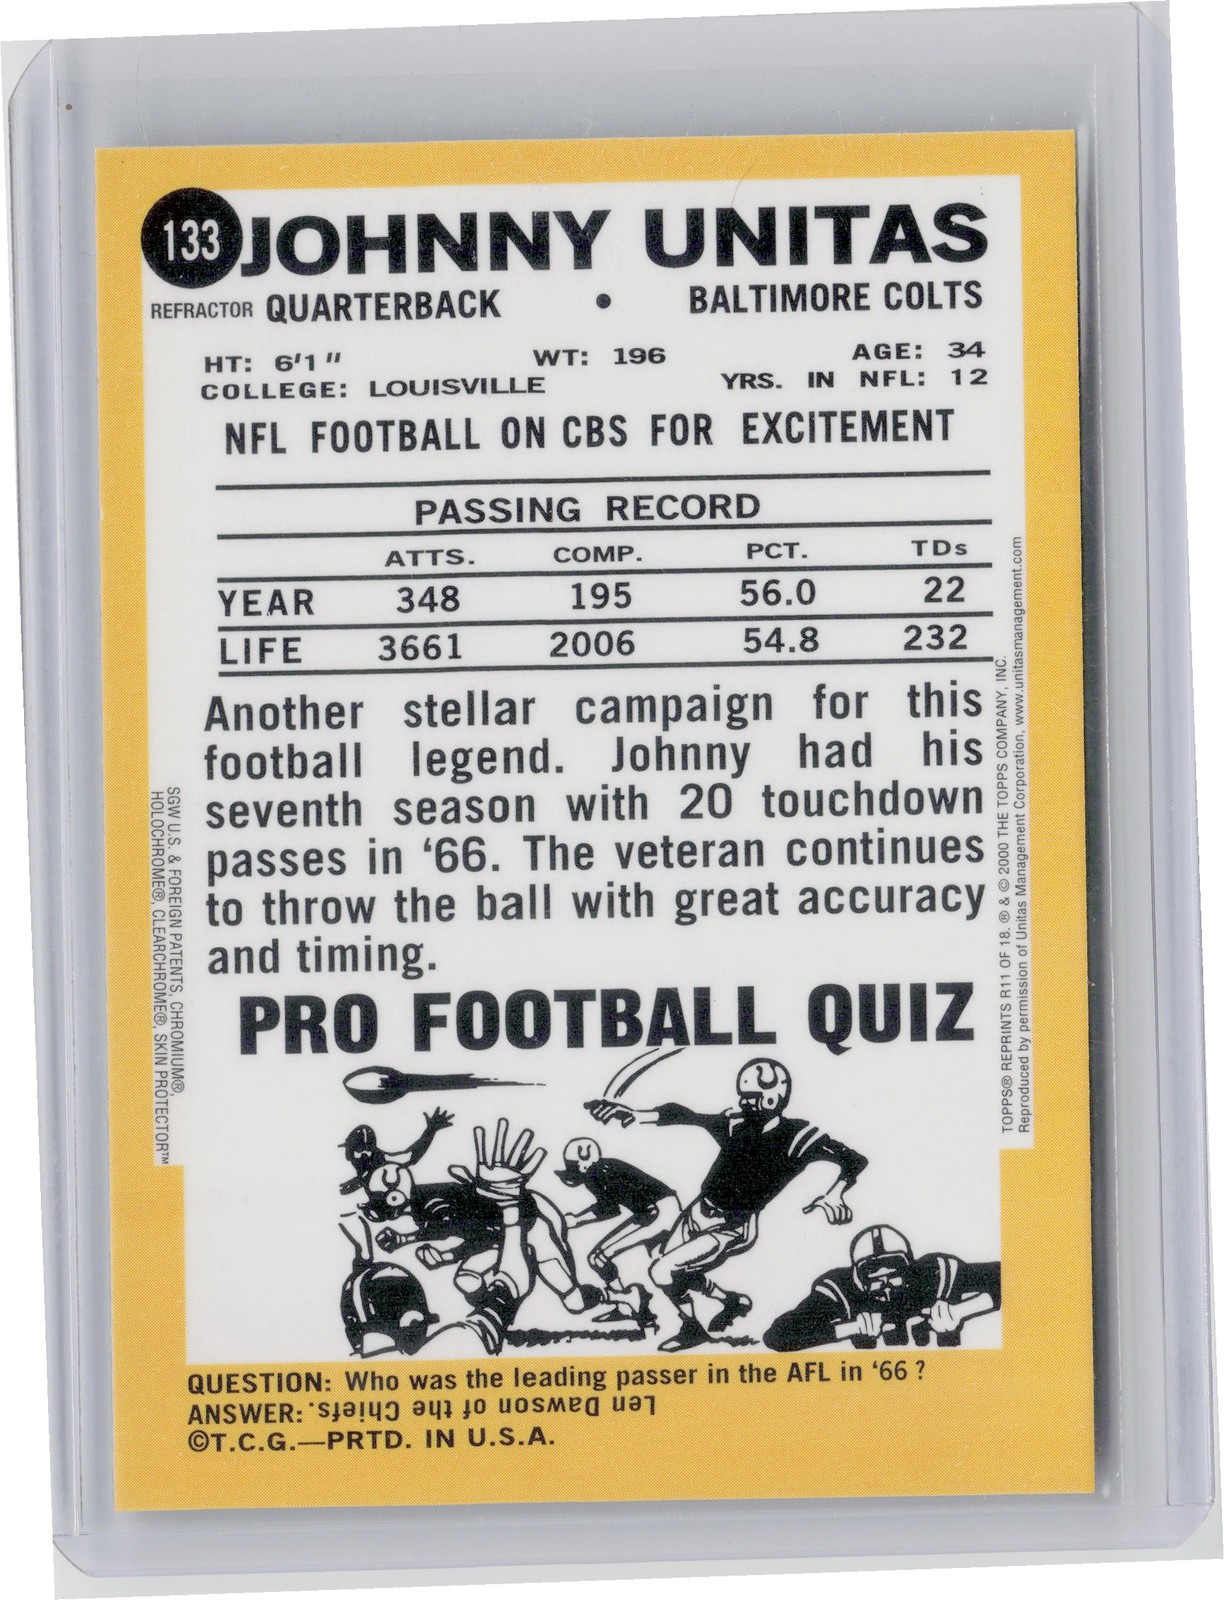 133 JOHNNY UNITAS
REFRACTOR QUARTERBACK • BALTIMORE COLTS
HT: 6'1" WT: 196 AGE: 34
COLLEGE: LOUISVILLE YRS. IN NFL: 12
NFL FOOTBALL ON CBS FOR EXCITEMENT
PASSING RECORD
ATTS. COMP. PCT. TDs
YEAR 348 195 56.0 22
LIFE 3661 2006 54.8 232
Another stellar campaign for this
football legend. Johnny had his
seventh season with 20 touchdown
passes in '66. The veteran continues
to throw the ball with great accuracy
and timing.
SGW U.S. & FOREIGN PATENTS, CHROMIUM®,
HOLOCHROME®, CLEARCHROME®, SKIN PROTECTOR™
TOPPS® REPRINTS R11 OF 18. ® & © 2000 THE TOPPS COMPANY, INC.
Reproduced by permission of Unitas Management Corporation, www.unitasmanagement.com
PRO FOOTBALL QUIZ
QUESTION: Who was the leading passer in the AFL in '66 ?
ANSWER: Len Dawson of the Chiefs.
©T.C.G.—PRTD. IN U.S.A.